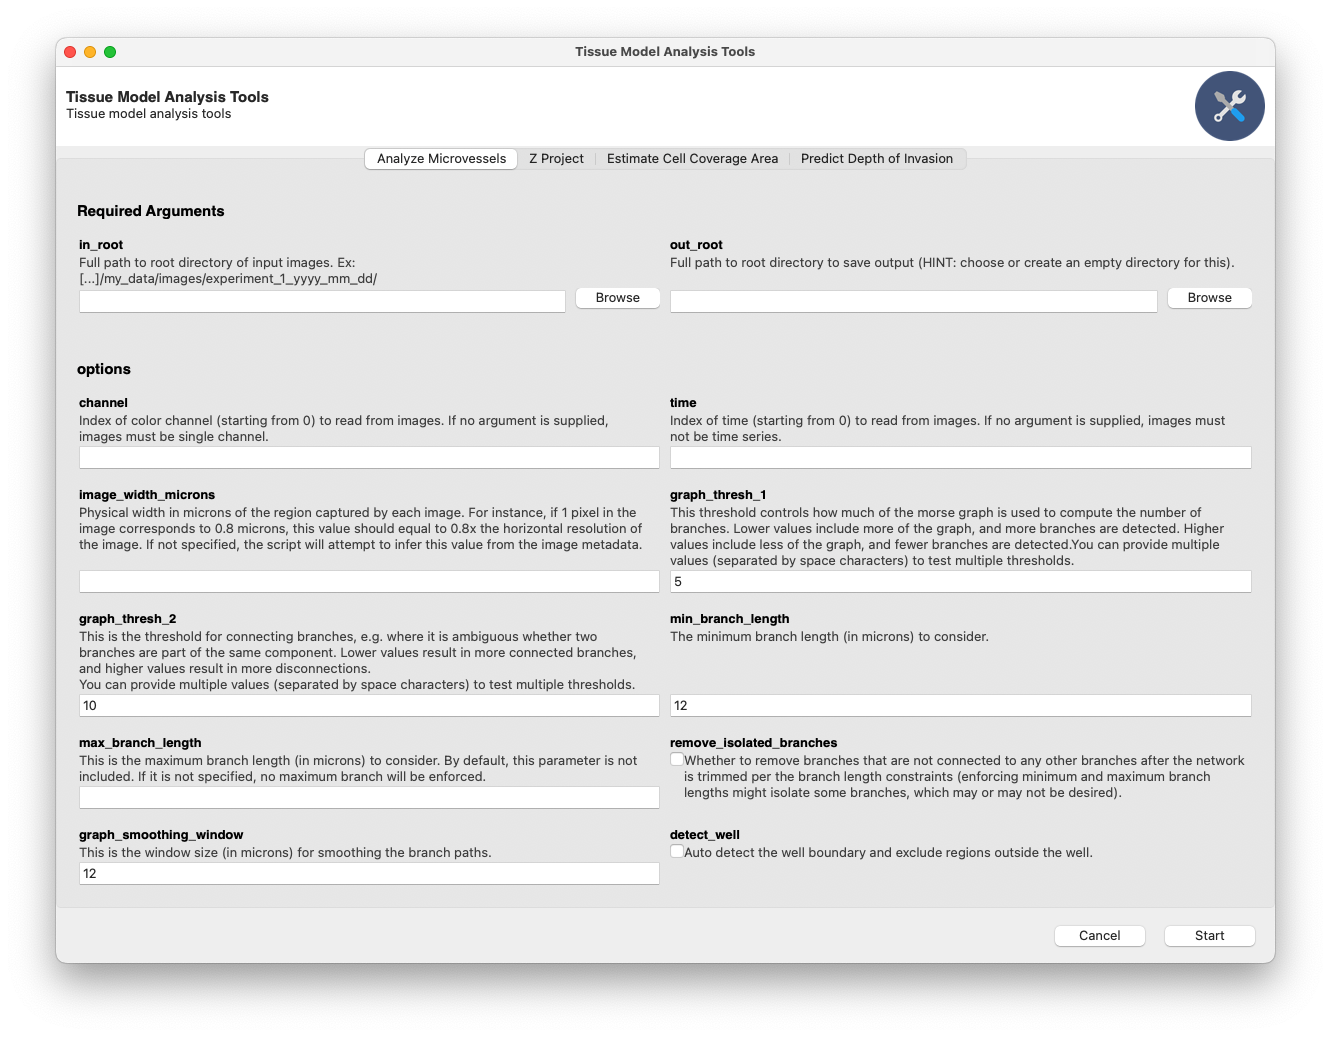 Tissue Model Analysis Tools
Tissue Model Analysis Tools
Tissue model analysis tools
Analyze Microvessels
Z Project
Estimate Cell Coverage Area
Predict Depth of Invasion
Required Arguments
in_root
Full path to root directory of input images. Ex:
[...]/my_data/images/experiment_1_yyyy_mm_dd/
Browse
out_root
Full path to root directory to save output (HINT: choose or create an empty directory for this).
Browse
options
channel
Index of color channel (starting from 0) to read from images. If no argument is supplied,
images must be single channel.
time
Index of time (starting from 0) to read from images. If no argument is supplied, images must
not be time series.
image_width_microns
Physical width in microns of the region captured by each image. For instance, if 1 pixel in the
image corresponds to 0.8 microns, this value should equal to 0.8x the horizontal resolution of
the image. If not specified, the script will attempt to infer this value from the image metadata.
graph_thresh_1
This threshold controls how much of the morse graph is used to compute the number of
branches. Lower values include more of the graph, and more branches are detected. Higher
values include less of the graph, and fewer branches are detected.You can provide multiple
values (separated by space characters) to test multiple thresholds.
5
graph_thresh_2
This is the threshold for connecting branches, e.g. where it is ambiguous whether two
branches are part of the same component. Lower values result in more connected branches,
and higher values result in more disconnections.
You can provide multiple values (separated by space characters) to test multiple thresholds.
10
min_branch_length
The minimum branch length (in microns) to consider.
12
max_branch_length
This is the maximum branch length (in microns) to consider. By default, this parameter is not
included. If it is not specified, no maximum branch will be enforced.
remove_isolated_branches
Whether to remove branches that are not connected to any other branches after the network
is trimmed per the branch length constraints (enforcing minimum and maximum branch
lengths might isolate some branches, which may or may not be desired).
graph_smoothing_window
This is the window size (in microns) for smoothing the branch paths.
12
detect_well
Auto detect the well boundary and exclude regions outside the well.
Cancel
Start